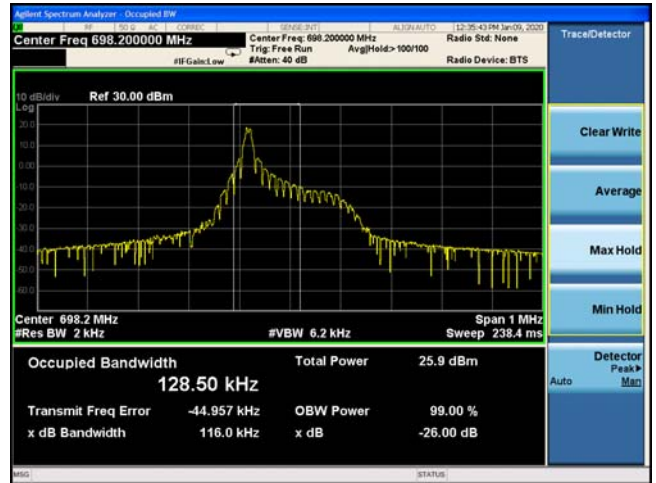 Agilent Spectrum Analyzer - Occupied BW
RF 50 Ω AC CORREC SENSE:INT ALIGN AUTO 12:35:43 PM Jan 09, 2020
Center Freq 698.200000 MHz
Center Freq: 698.200000 MHz
Radio Std: None
Trig: Free Run Avg|Hold:> 100/100
#IFGain:Low #Atten: 40 dB Radio Device: BTS
Trace/Detector
10 dB/div Ref 30.00 dBm
Log
20.0
10.0
0.00
10.0
20.0
30.0
40.0
50.0
60.0
Center 698.2 MHz Span 1 MHz
#Res BW 2 kHz #VBW 6.2 kHz Sweep 238.4 ms
Occupied Bandwidth Total Power 25.9 dBm
128.50 kHz
Transmit Freq Error -44.957 kHz OBW Power 99.00 %
x dB Bandwidth 116.0 kHz x dB -26.00 dB
Clear Write
Average
Max Hold
Min Hold
Detector
Peak▶
Auto Man
MSG STATUS